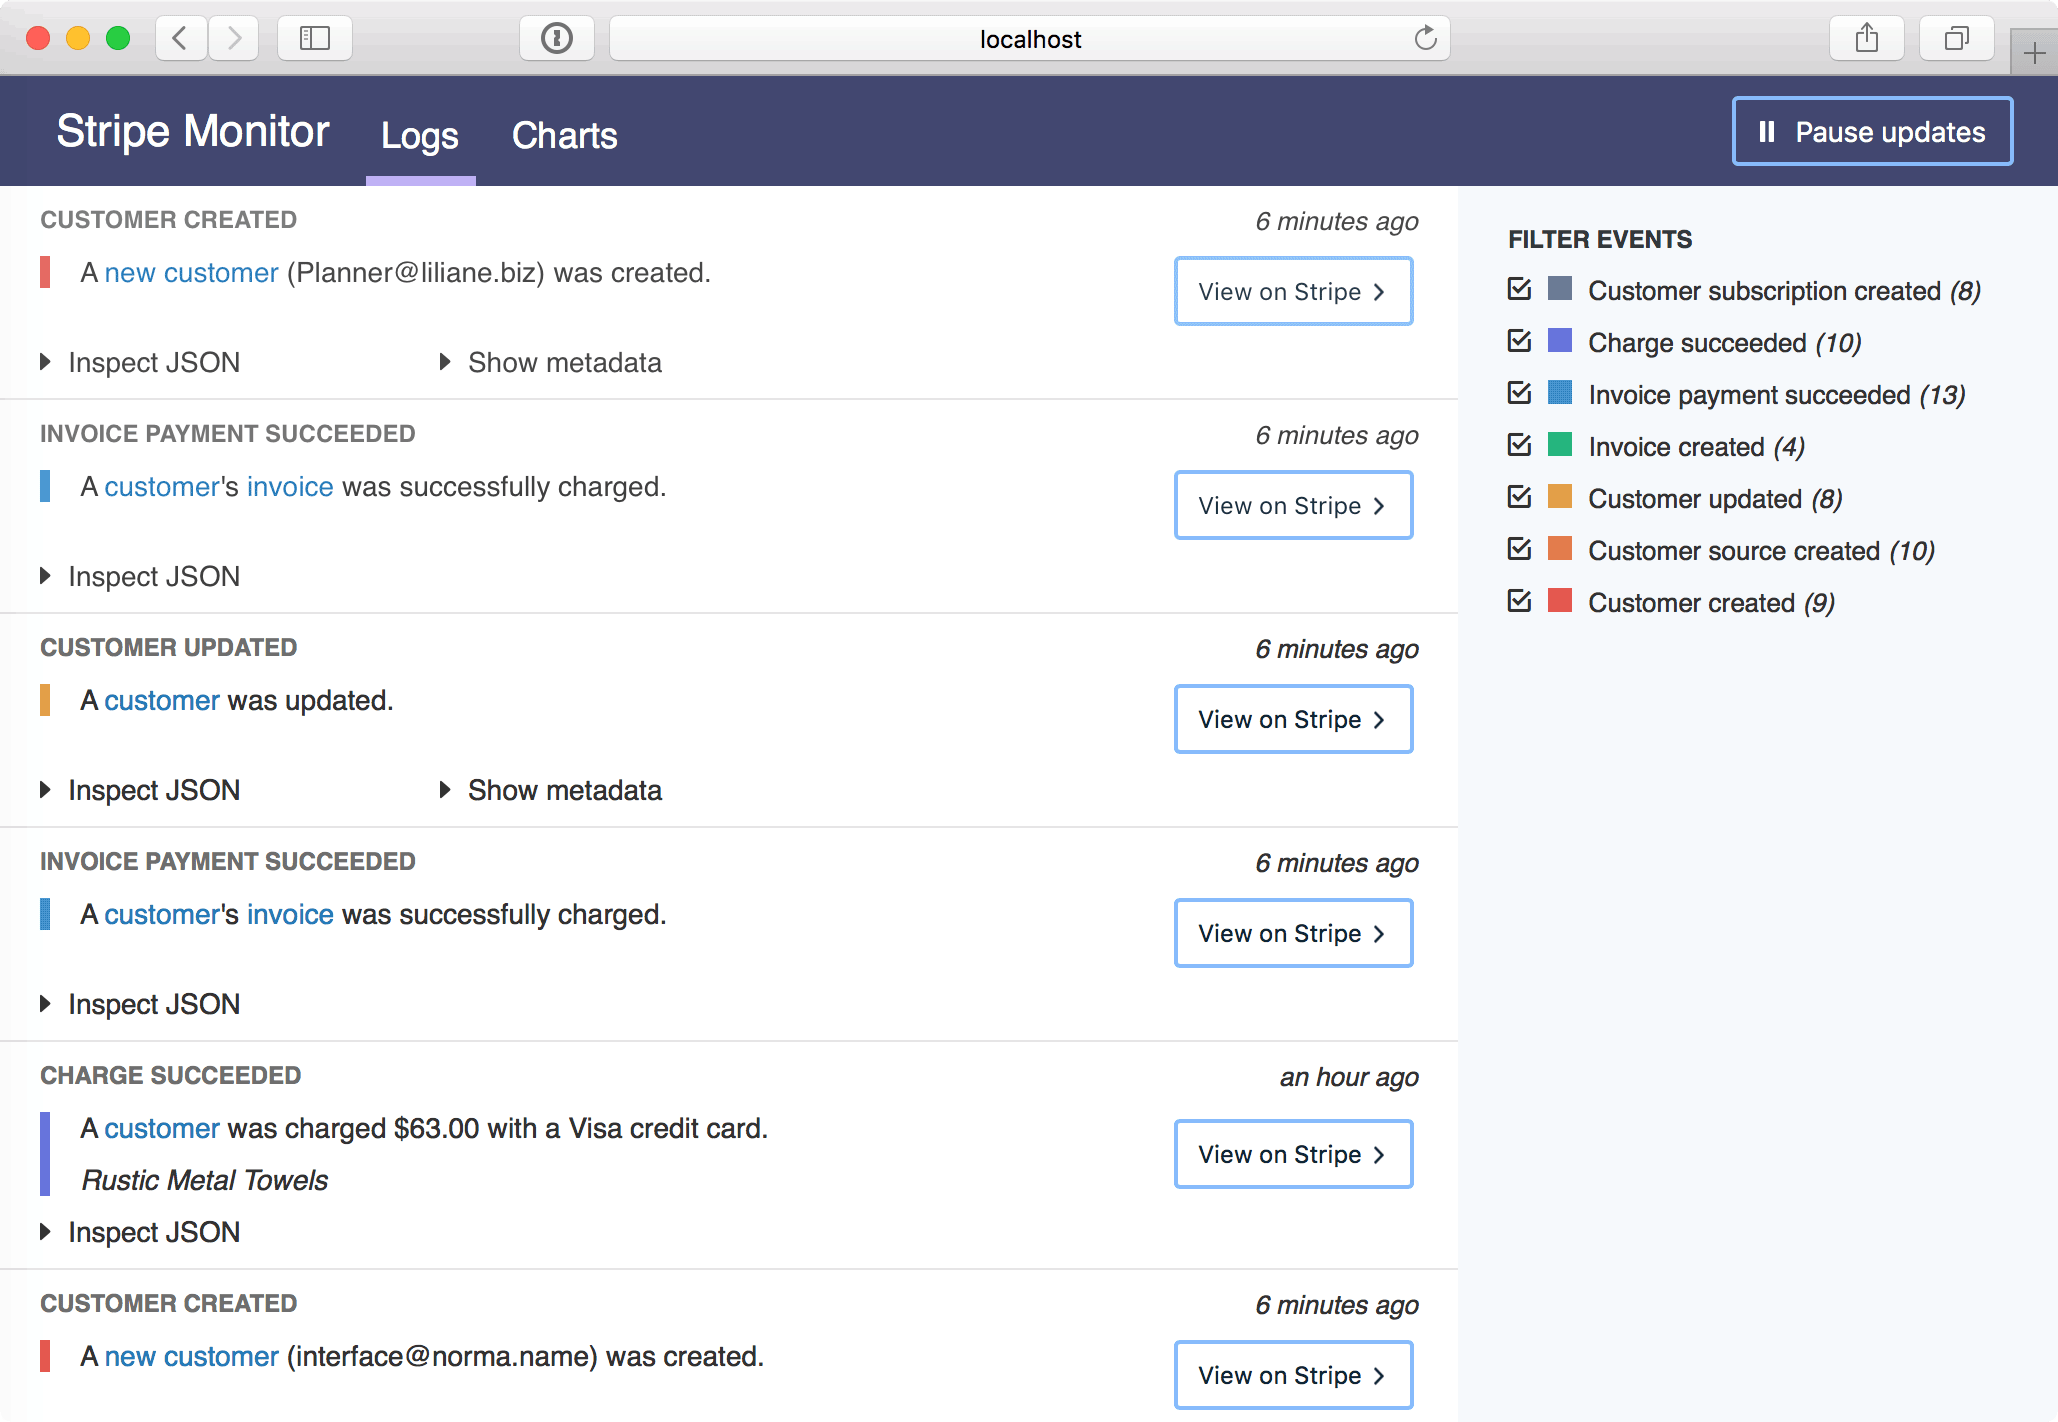 localhost
Stripe Monitor Logs Charts Pause updates
CUSTOMER CREATED 6 minutes ago
A new customer (Planner@liliane.biz) was created.
View on Stripe
Inspect JSON Show metadata
INVOICE PAYMENT SUCCEEDED 6 minutes ago
A customer's invoice was successfully charged.
View on Stripe
Inspect JSON
CUSTOMER UPDATED 6 minutes ago
A customer was updated.
View on Stripe
Inspect JSON Show metadata
INVOICE PAYMENT SUCCEEDED 6 minutes ago
A customer's invoice was successfully charged.
View on Stripe
Inspect JSON
CHARGE SUCCEEDED an hour ago
A customer was charged $63.00 with a Visa credit card.
View on Stripe
Rustic Metal Towels
Inspect JSON
CUSTOMER CREATED 6 minutes ago
A new customer (interface@norma.name) was created.
View on Stripe
FILTER EVENTS
Customer subscription created (8)
Charge succeeded (10)
Invoice payment succeeded (13)
Invoice created (4)
Customer updated (8)
Customer source created (10)
Customer created (9)